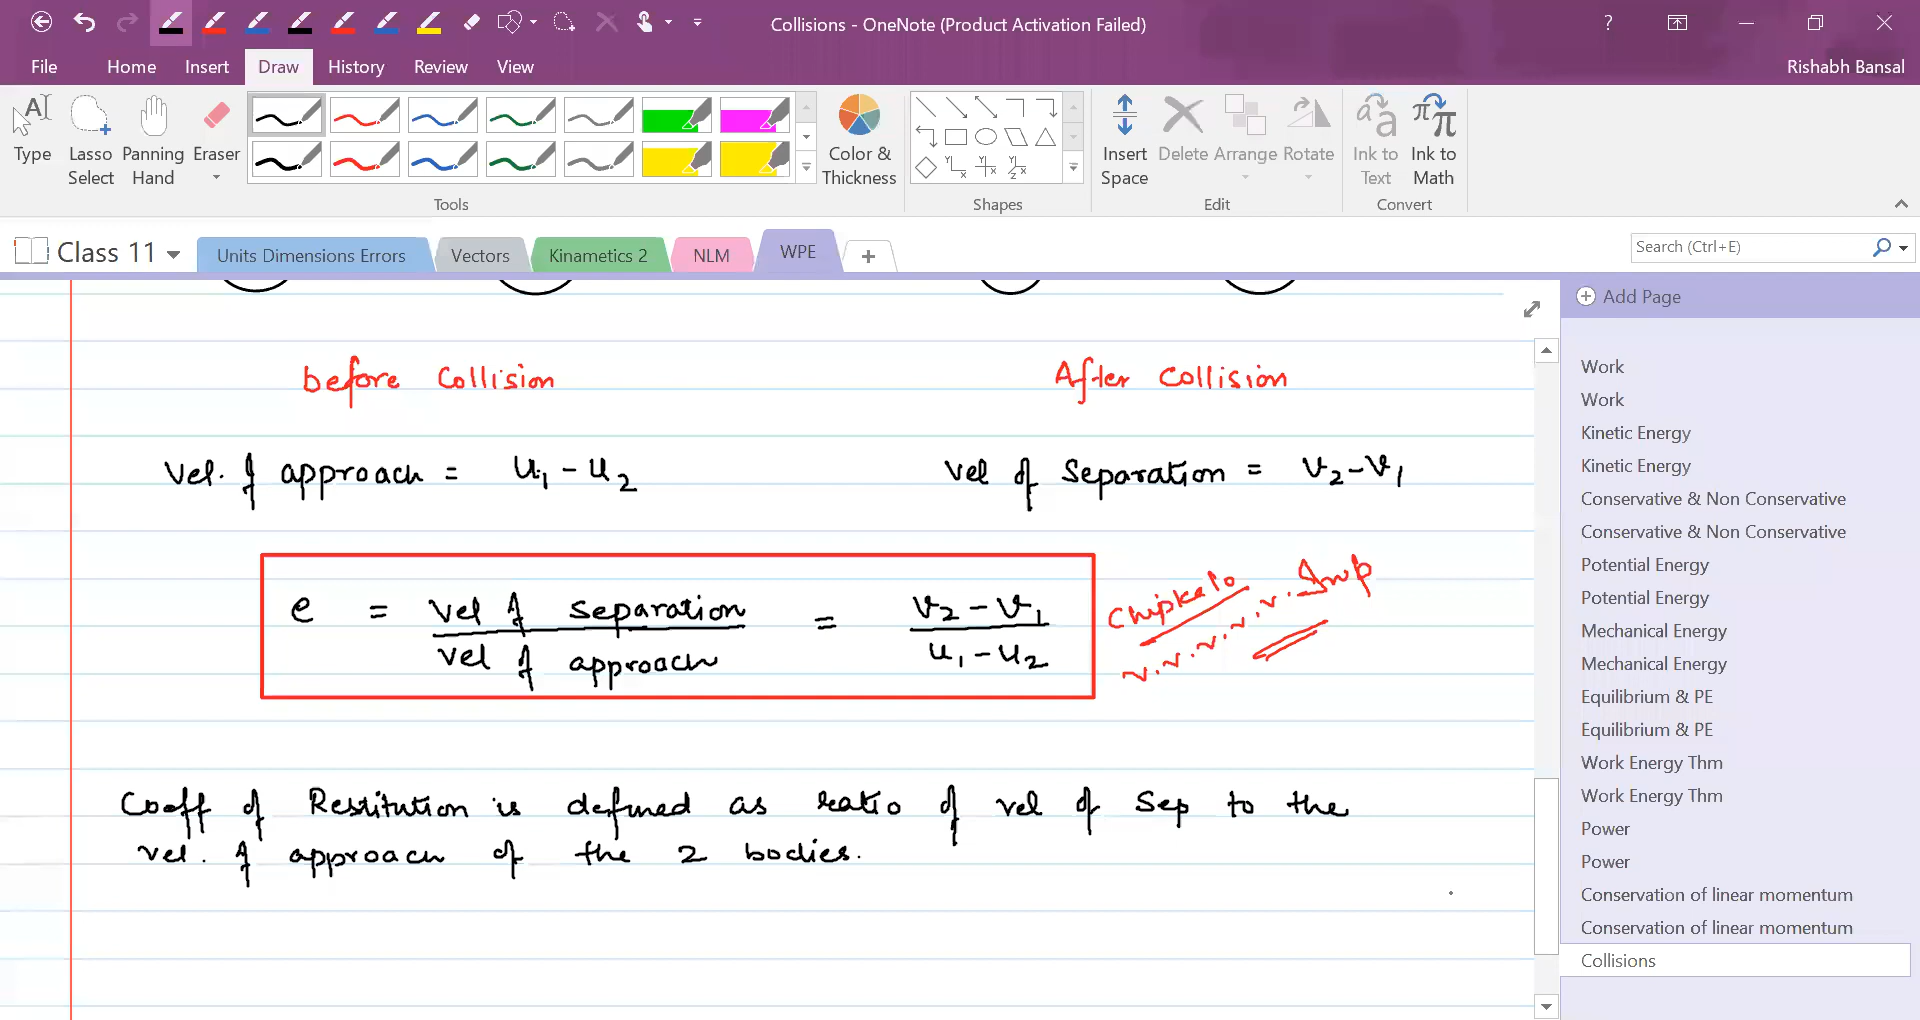 Collisions - OneNote (Product Activation Failed)
?
File Home Insert Draw History Review View
Rishabh Bansal
Type
Lasso Select
Panning Hand
Eraser
Color & Thickness
Insert Space
Delete
Arrange
Rotate
Ink to Text
Ink to Math
Tools
Shapes
Edit
Convert
Class 11
Units Dimensions Errors
Vectors
Kinametics 2
NLM
WPE
+
Search (Ctrl+E)
before Collision
After Collision
Vel. of approach = u₁ - u₂
Vel of Separation = v₂ - v₁
e = vel of separation / vel of approach = v₂ - v₁ / u₁ - u₂
Chipkalo
v.v.v.v.v. Imp
Coeff of Restitution is defined as ratio of vel of Sep to the
vel. of approach of the 2 bodies.
Add Page
Work
Work
Kinetic Energy
Kinetic Energy
Conservative & Non Conservative
Conservative & Non Conservative
Potential Energy
Potential Energy
Mechanical Energy
Mechanical Energy
Equilibrium & PE
Equilibrium & PE
Work Energy Thm
Work Energy Thm
Power
Power
Conservation of linear momentum
Conservation of linear momentum
Collisions